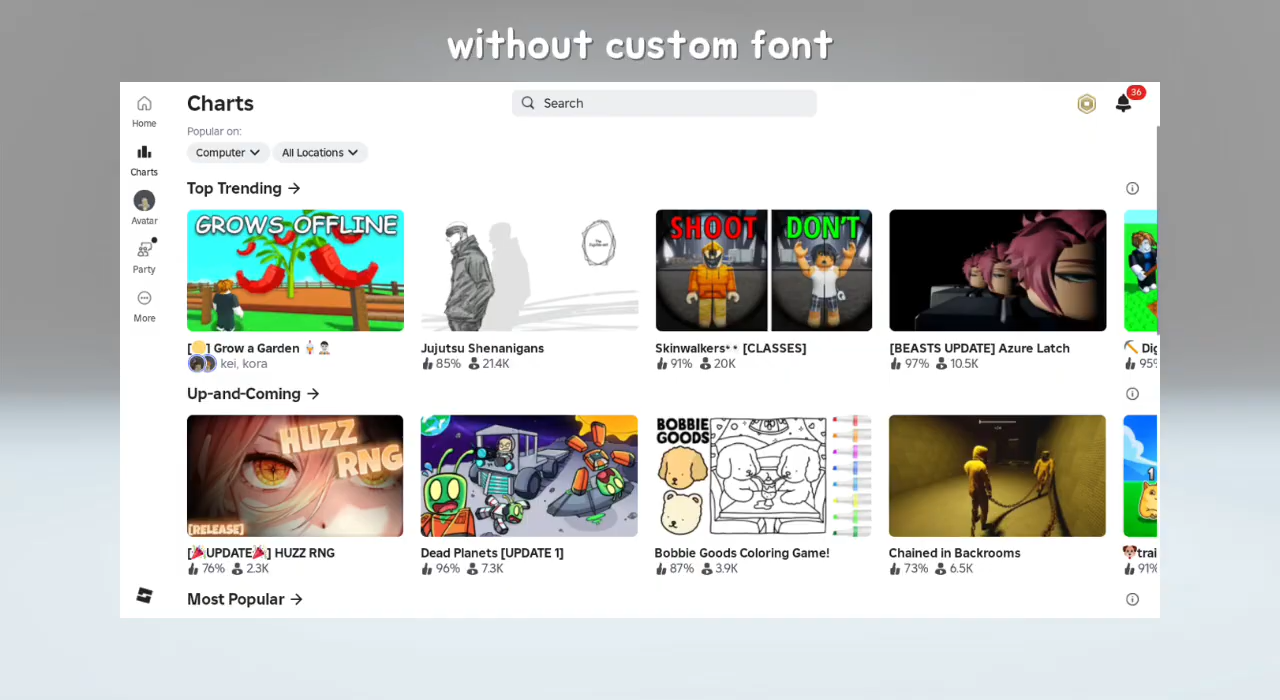 without custom font
Charts
Search
36
Home
Popular on:
Computer
All Locations
Charts
Top Trending →
Avatar
Party
More
GROWS OFFLINE
SHOOT DON'T
[🌞] Grow a Garden
Jujutsu Shenanigans
Skinwalkers👀 [CLASSES]
[BEASTS UPDATE] Azure Latch
⛏️ Dig
kei, kora
85% 21.4K
91% 20K
97% 10.5K
95%
Up-and-Coming →
HUZZ
RNG
[RELEASE]
BOBBIE
GOODS
[🎉UPDATE🎉] HUZZ RNG
Dead Planets [UPDATE 1]
Bobbie Goods Coloring Game!
Chained in Backrooms
🐶trai
76% 2.3K
96% 7.3K
87% 3.9K
73% 6.5K
91%
Most Popular →